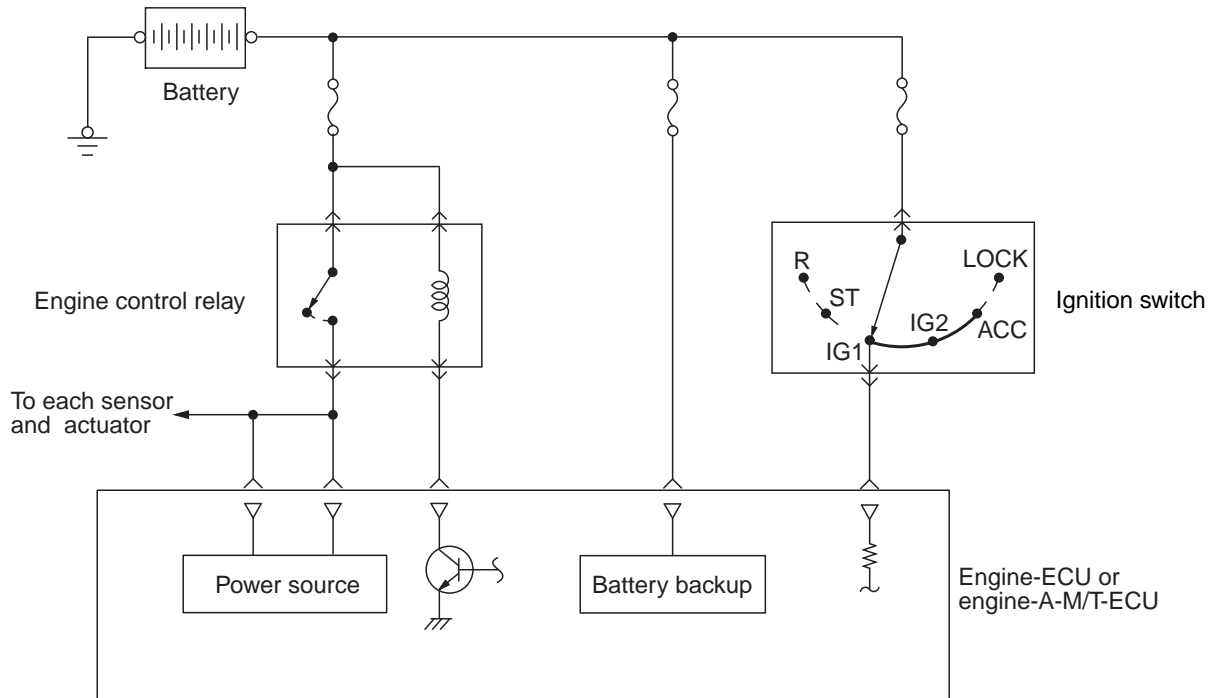 Battery
Engine control relay
R
ST
IG1
IG2
ACC
LOCK
Ignition switch
To each sensor
and actuator
Power source
Battery backup
Engine-ECU or
engine-A-M/T-ECU